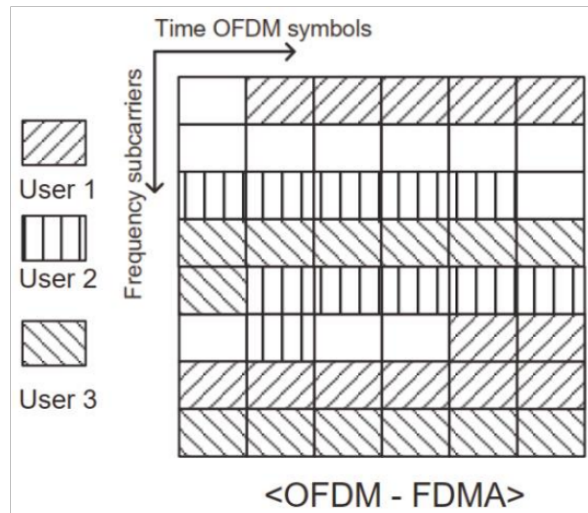 Time OFDM symbols
Frequency subcarriers
User 1
User 2
User 3
<OFDM - FDMA>